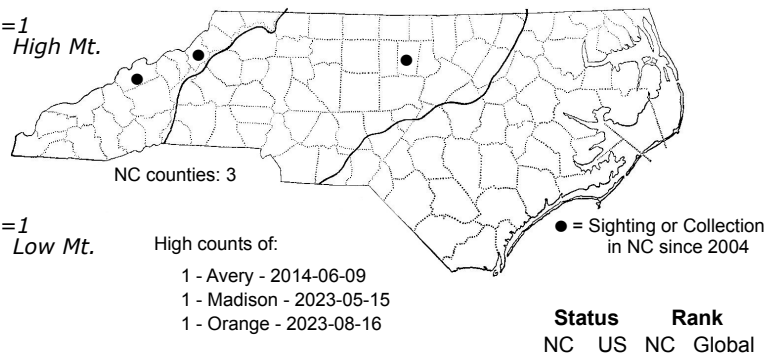 =1
High Mt.
NC counties: 3
=1
Low Mt.
High counts of:
1 - Avery - 2014-06-09
1 - Madison - 2023-05-15
1 - Orange - 2023-08-16
● = Sighting or Collection
in NC since 2004
Status Rank
NC US NC Global